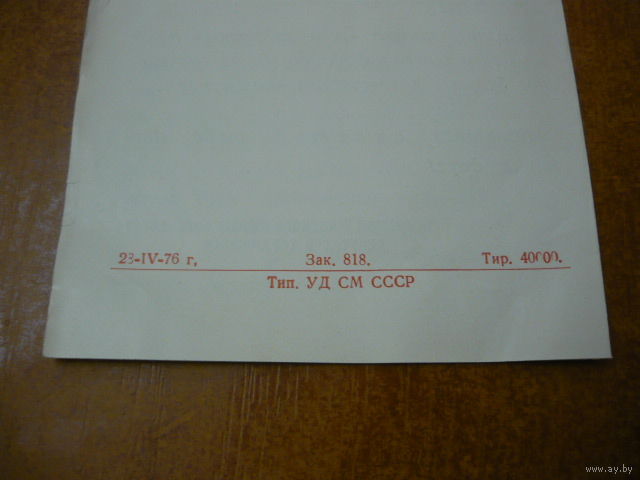 23-IV-76 г. Зак. 818. Тир. 40000.
Тип. УД СМ СССР
www.ay.by